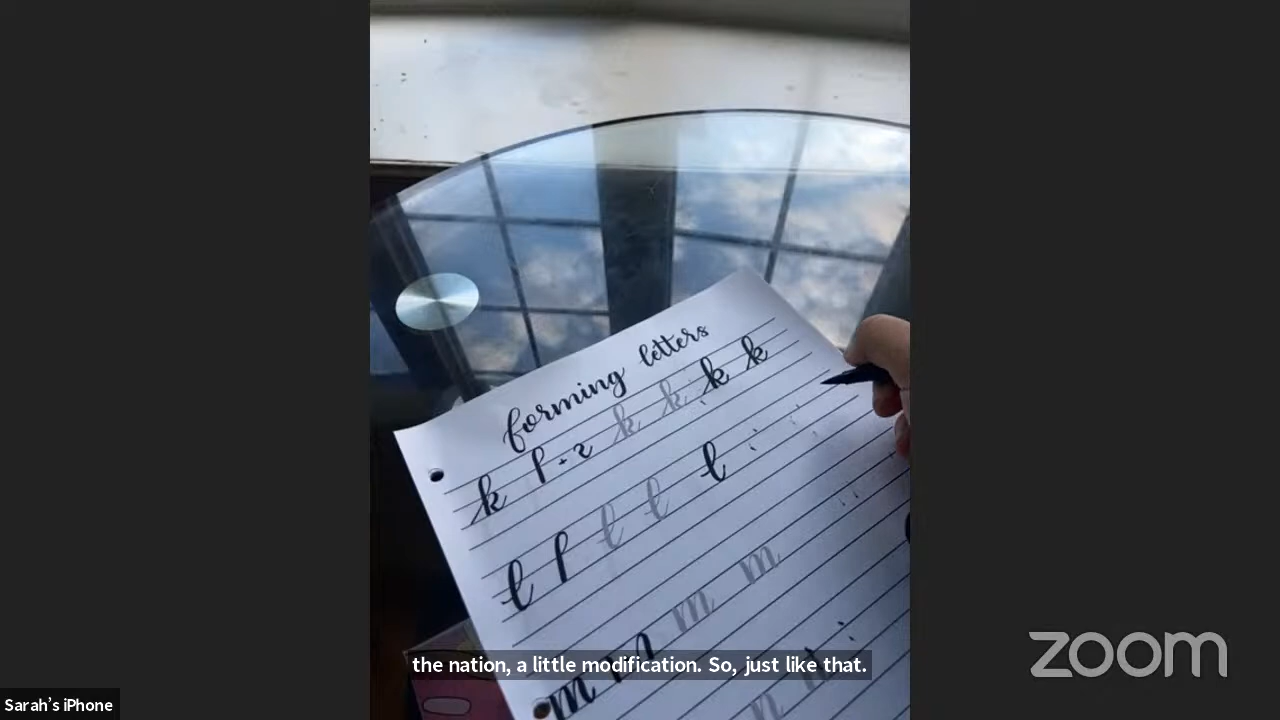 forming letters
k l + 2 k k k k
l l l l l
m n m m
n n
the nation, a little modification. So, just like that.
zoom
Sarah's iPhone